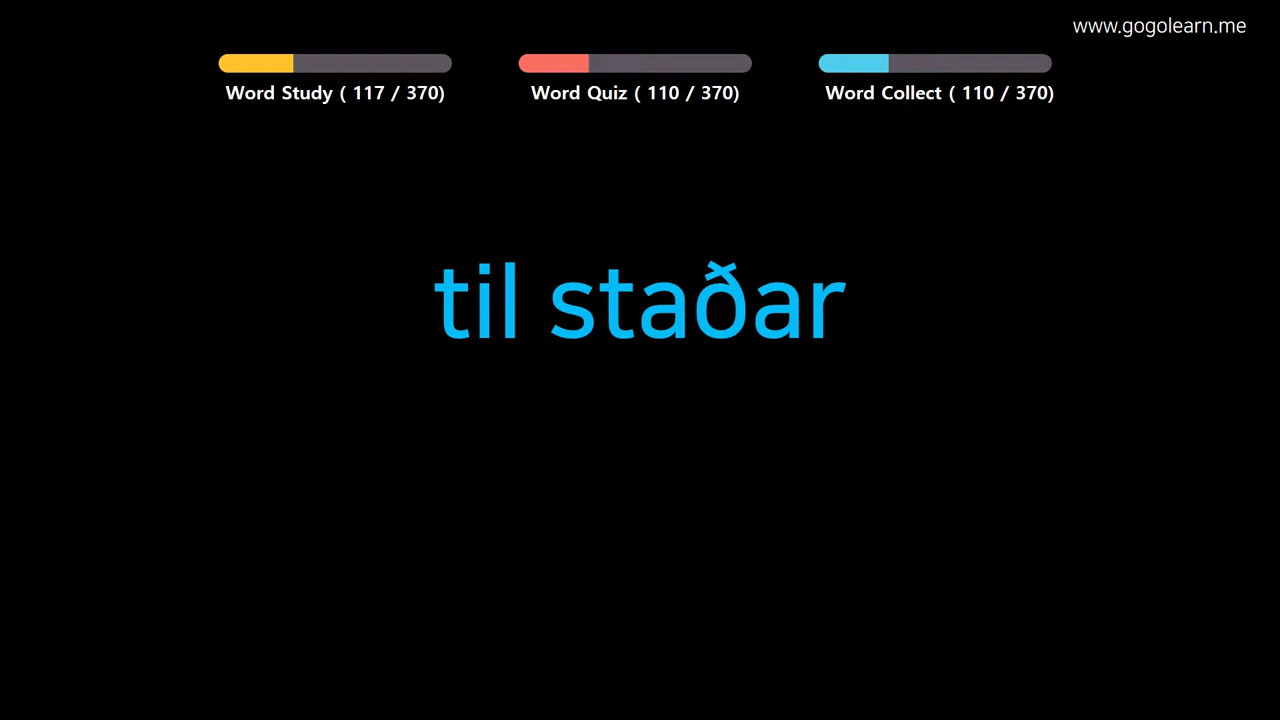 www.gogolearn.me
Word Study ( 117 / 370)
Word Quiz ( 110 / 370)
Word Collect ( 110 / 370)
til staðar